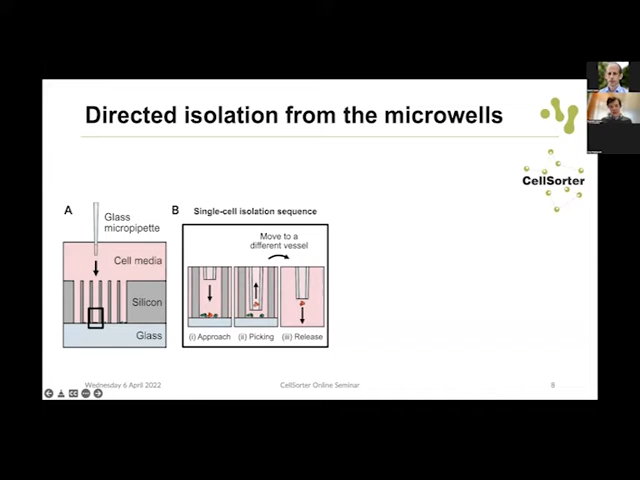 Directed isolation from the microwells
CellSorter
A
Glass
micropipette
Cell media
Silicon
Glass
B
Single-cell isolation sequence
Move to a
different vessel
(i) Approach
(ii) Picking
(iii) Release
Wednesday 6 April 2022
CellSorter Online Seminar
8